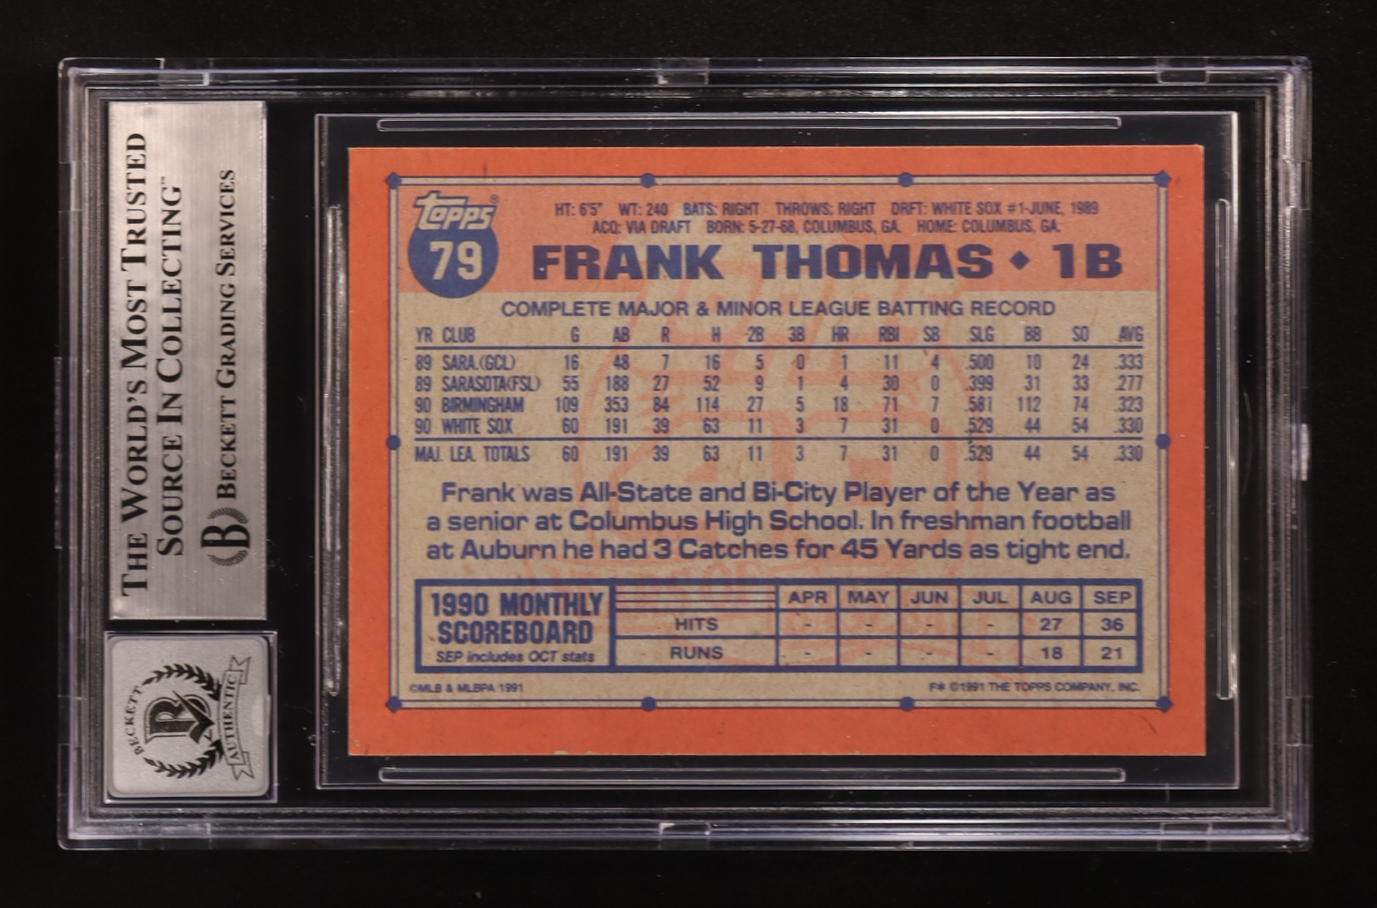 THE WORLD'S MOST TRUSTED
SOURCE IN COLLECTING™
B BECKETT GRADING SERVICES
BECKETT
AUTHENTIC
Topps®
79
HT: 6'5" WT: 240 BATS: RIGHT THROWS: RIGHT DRFT: WHITE SOX #1-JUNE, 1989
ACQ: VIA DRAFT BORN: 5-27-68, COLUMBUS, GA. HOME: COLUMBUS, GA.
FRANK THOMAS ◆ 1B
COMPLETE MAJOR & MINOR LEAGUE BATTING RECORD
YR CLUB G AB R H 2B 3B HR RBI SB SLG BB SO AVG
89 SARA.(GCL) 16 48 7 16 5 0 1 11 4 .500 10 24 .333
89 SARASOTA(FSL) 55 188 27 52 9 1 4 30 0 .399 31 33 .277
90 BIRMINGHAM 109 353 84 114 27 5 18 71 7 .581 112 74 .323
90 WHITE SOX 60 191 39 63 11 3 7 31 0 .529 44 54 .330
MAJ. LEA. TOTALS 60 191 39 63 11 3 7 31 0 .529 44 54 .330
Frank was All-State and Bi-City Player of the Year as
a senior at Columbus High School. In freshman football
at Auburn he had 3 Catches for 45 Yards as tight end.
1990 MONTHLY
SCOREBOARD
SEP includes OCT stats
APR MAY JUN JUL AUG SEP
HITS - - - - 27 36
RUNS - - - - 18 21
©MLB & MLBPA 1991
F* ©1991 THE TOPPS COMPANY, INC.